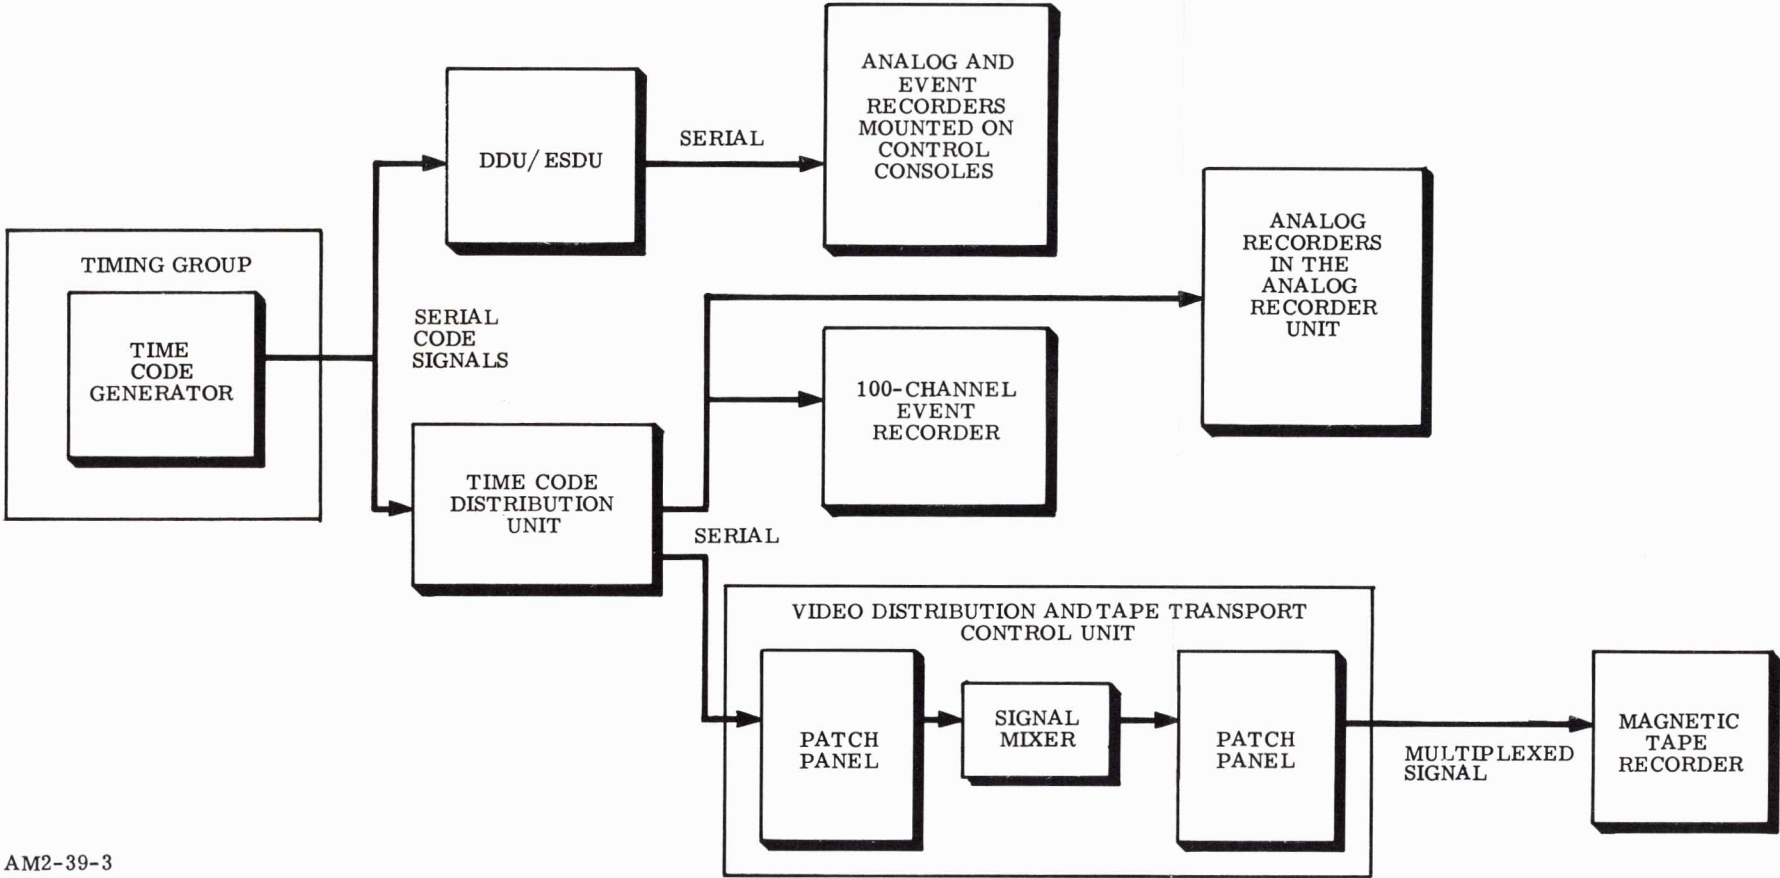 ANALOG AND
EVENT
RECORDERS
MOUNTED ON
CONTROL
CONSOLES
DDU/ESDU
SERIAL
ANALOG
RECORDERS
IN THE
ANALOG
RECORDER
UNIT
TIMING GROUP
TIME
CODE
GENERATOR
SERIAL
CODE
SIGNALS
100-CHANNEL
EVENT
RECORDER
TIME CODE
DISTRIBUTION
UNIT
SERIAL
VIDEO DISTRIBUTION AND TAPE TRANSPORT
CONTROL UNIT
PATCH
PANEL
SIGNAL
MIXER
PATCH
PANEL
MULTIPLEXED
SIGNAL
MAGNETIC
TAPE
RECORDER
AM2-39-3